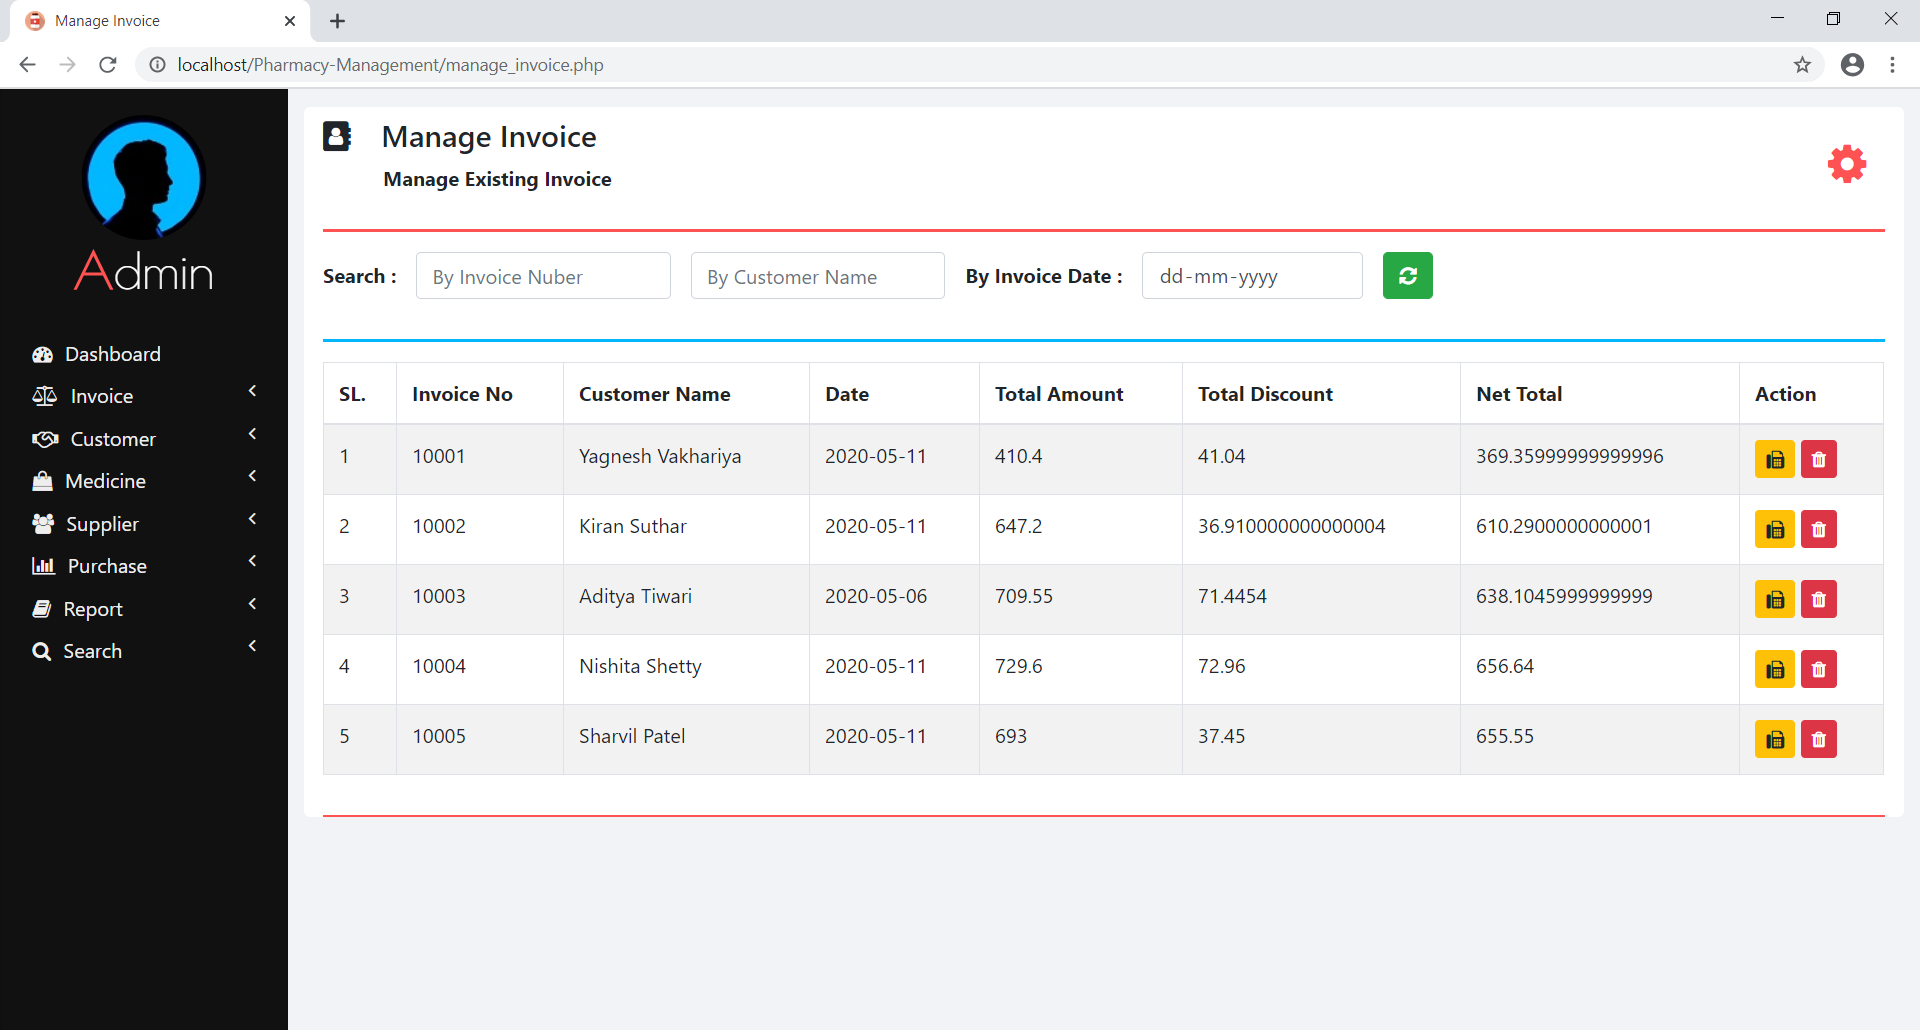 Manage Invoice
localhost/Pharmacy-Management/manage_invoice.php
Admin
Dashboard
Invoice
Customer
Medicine
Supplier
Purchase
Report
Search
Manage Invoice
Manage Existing Invoice
Search : By Invoice Nuber By Customer Name By Invoice Date : dd-mm-yyyy
SL. Invoice No Customer Name Date Total Amount Total Discount Net Total Action
1 10001 Yagnesh Vakhariya 2020-05-11 410.4 41.04 369.35999999999996
2 10002 Kiran Suthar 2020-05-11 647.2 36.910000000000004 610.2900000000001
3 10003 Aditya Tiwari 2020-05-06 709.55 71.4454 638.1045999999999
4 10004 Nishita Shetty 2020-05-11 729.6 72.96 656.64
5 10005 Sharvil Patel 2020-05-11 693 37.45 655.55